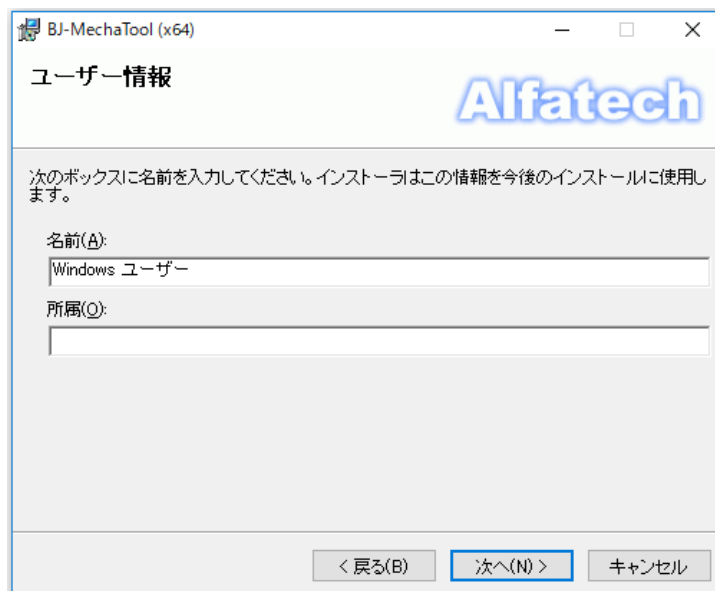 BJ-MechaTool (x64)
ユーザー情報
Alfatech
次のボックスに名前を入力してください。インストーラはこの情報を今後のインストールに使用し
ます。
名前(A):
Windows ユーザー
所属(O):
< 戻る(B)
次へ(N) >
キャンセル